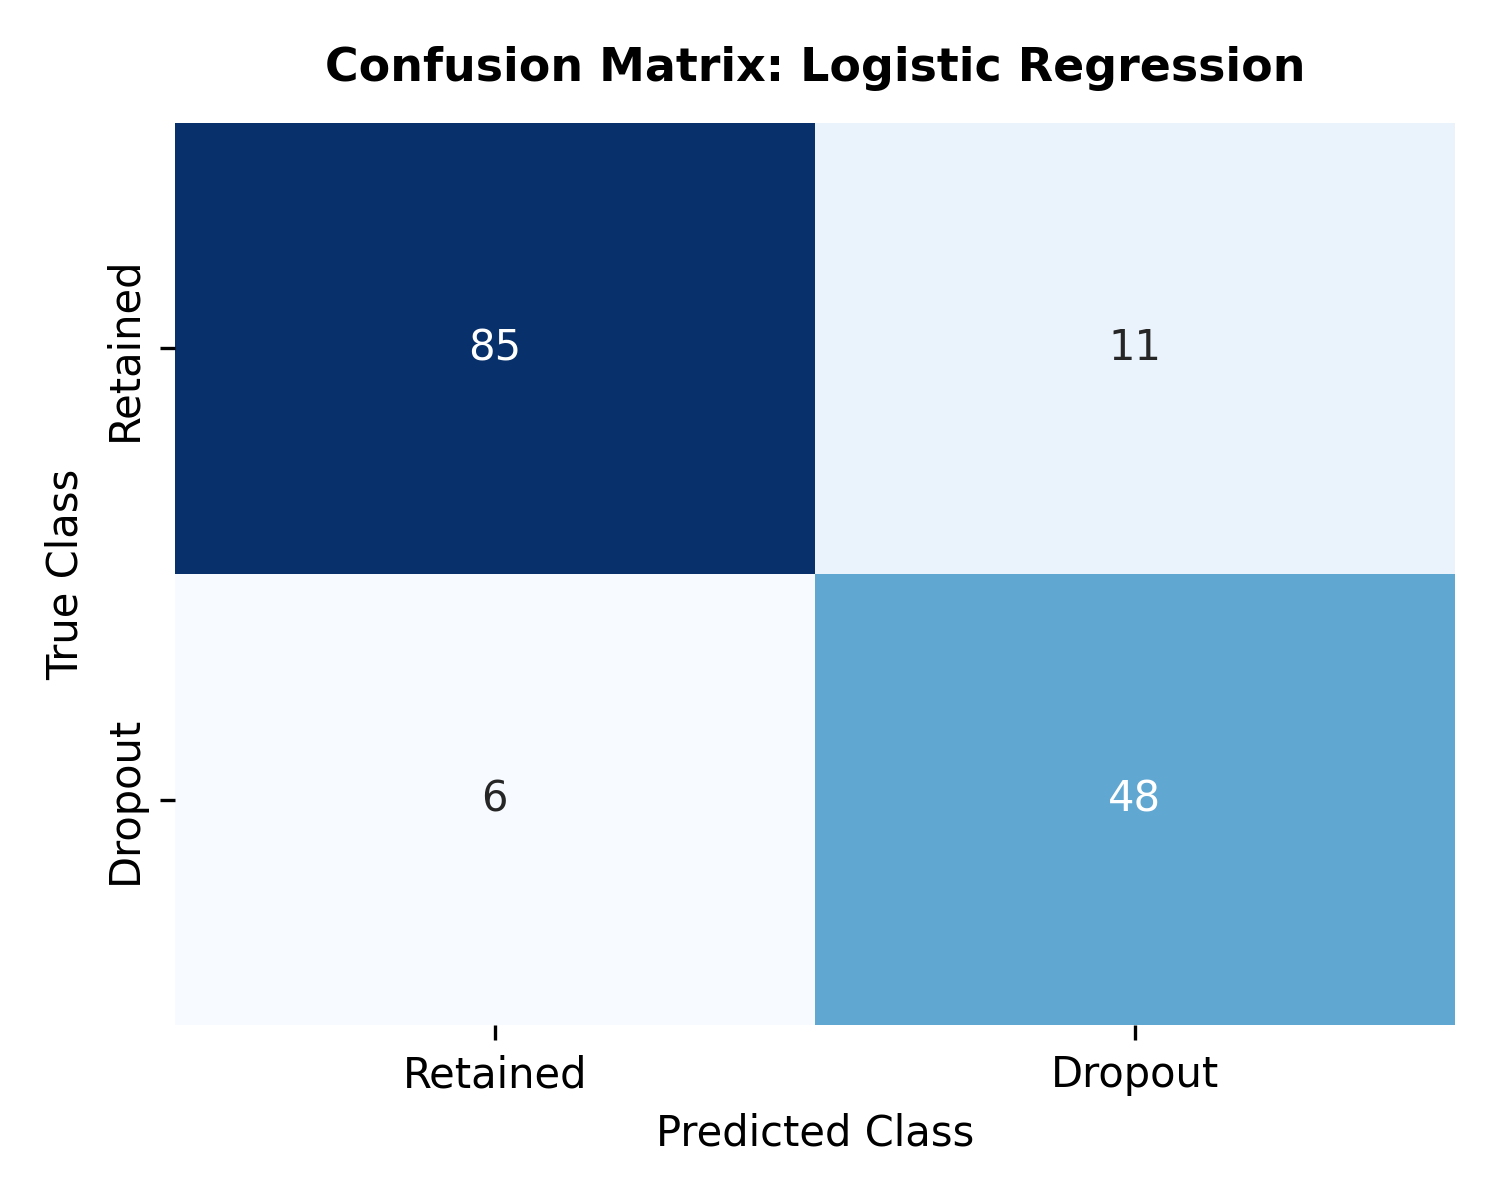 Confusion Matrix: Logistic Regression
True Class
Retained
85
11
Dropout
6
48
Retained
Dropout
Predicted Class